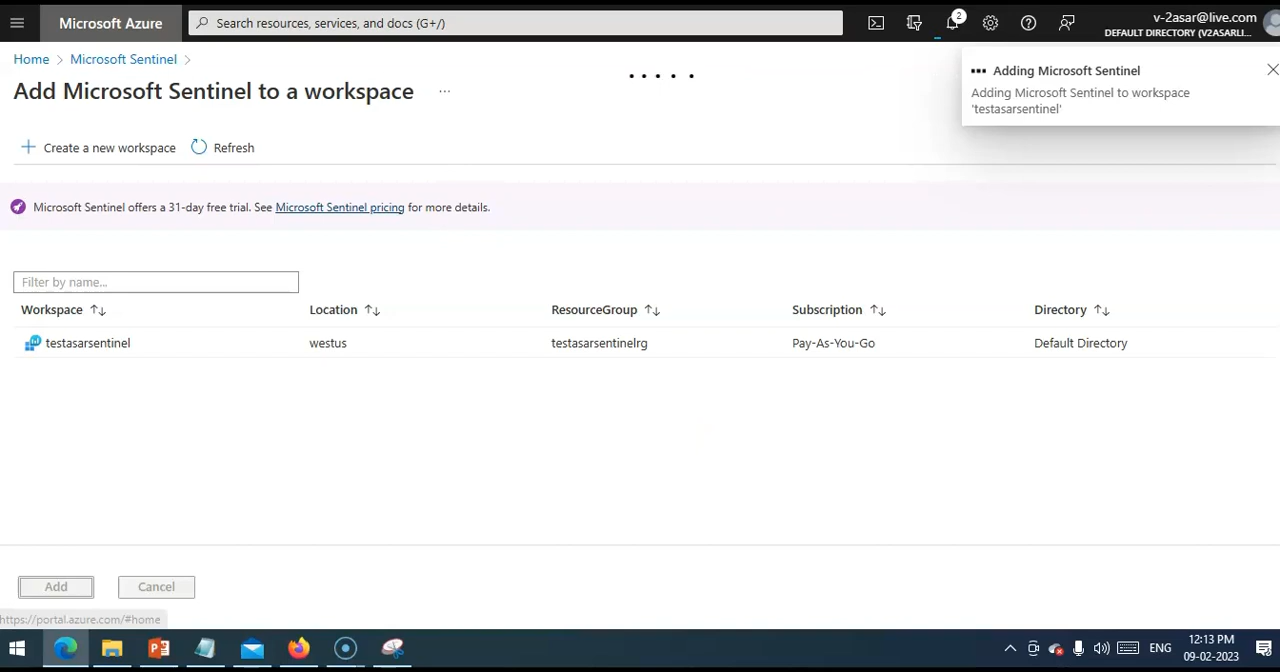 Microsoft Azure
Search resources, services, and docs (G+/)
2
v-2asar@live.com
DEFAULT DIRECTORY (V2ASARLI...
Home > Microsoft Sentinel >
Add Microsoft Sentinel to a workspace ...
Adding Microsoft Sentinel
Adding Microsoft Sentinel to workspace
'testasarsentinel'
Create a new workspace Refresh
Microsoft Sentinel offers a 31-day free trial. See Microsoft Sentinel pricing for more details.
Filter by name...
Workspace Location ResourceGroup Subscription Directory
testasarsentinel westus testasarsentinelrg Pay-As-You-Go Default Directory
Add Cancel
https://portal.azure.com/#home
ENG
12:13 PM
09-02-2023